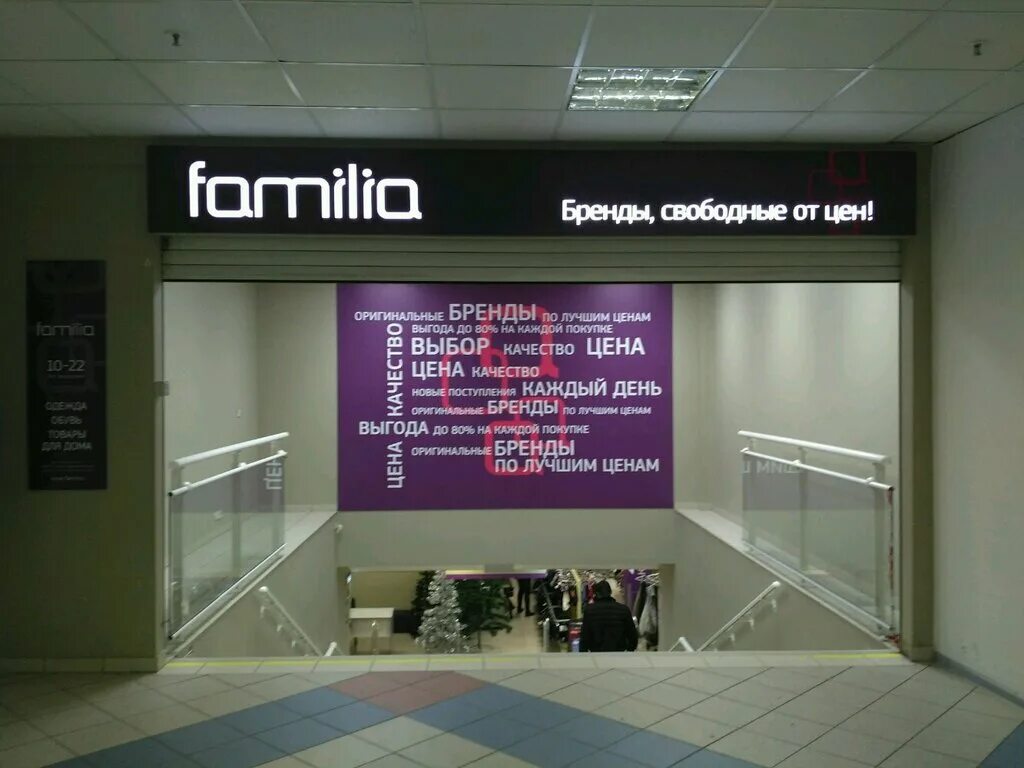 familia
Бренды, свободные от цен!
familia
10-22
ОДЕЖДА
ОБУВЬ
ТОВАРЫ
ДЛЯ ДОМА
ОРИГИНАЛЬНЫЕ БРЕНДЫ ПО ЛУЧШИМ ЦЕНАМ
ВЫГОДА ДО 80% НА КАЖДОЙ ПОКУПКЕ
ВЫБОР КАЧЕСТВО ЦЕНА
ЦЕНА КАЧЕСТВО
НОВЫЕ ПОСТУПЛЕНИЯ КАЖДЫЙ ДЕНЬ
ОРИГИНАЛЬНЫЕ БРЕНДЫ ПО ЛУЧШИМ ЦЕНАМ
ВЫГОДА ДО 80% НА КАЖДОЙ ПОКУПКЕ
ОРИГИНАЛЬНЫЕ БРЕНДЫ
ПО ЛУЧШИМ ЦЕНАМ
ЦЕНА КАЧЕСТВО